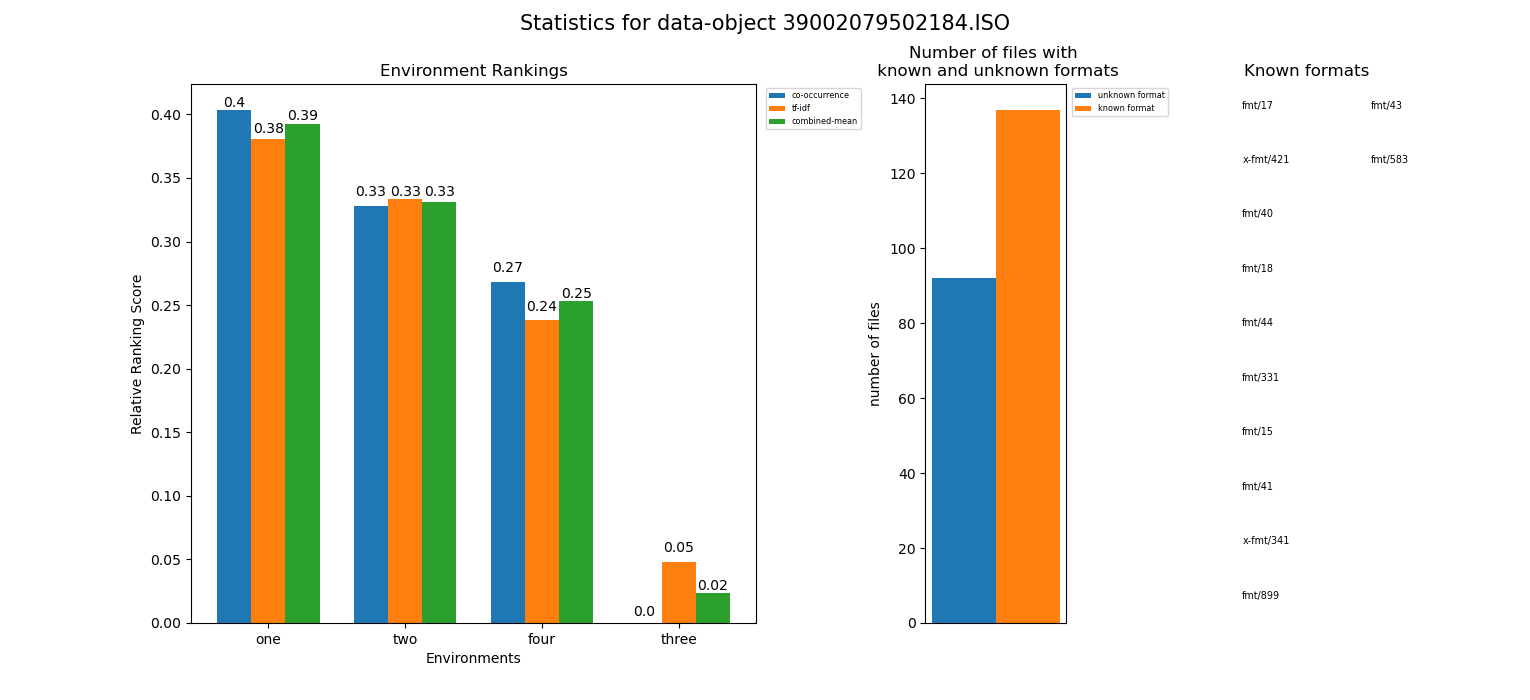 Statistics for data-object 39002079502184.ISO
Environment Rankings
0.40
0.35
0.30
0.25
0.20
0.15
0.10
0.05
0.00
Relative Ranking Score
0.4
0.38
0.39
0.33
0.33
0.33
0.27
0.24
0.25
0.0
0.05
0.02
one
two
four
three
Environments
co-occurrence
tf-idf
combined-mean
Number of files with
known and unknown formats
140
120
100
80
60
40
20
0
number of files
unknown format
known format
Known formats
fmt/17
x-fmt/421
fmt/40
fmt/18
fmt/44
fmt/331
fmt/15
fmt/41
x-fmt/341
fmt/899
fmt/43
fmt/583